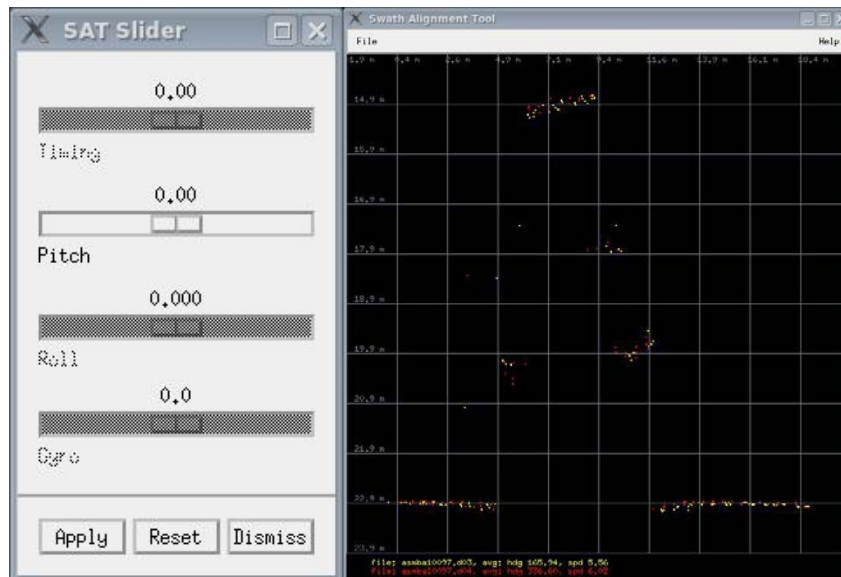 SAT Slider
0.00
Timing
0.00
Pitch
0.000
Roll
0.0
Gyro
Apply Reset Dismiss
Swath Alignment Tool
File Help
14,9 m
15,9 m
16,9 m
17,9 m
18,9 m
19,9 m
20,9 m
21,9 m
22,9 m
23,9 m